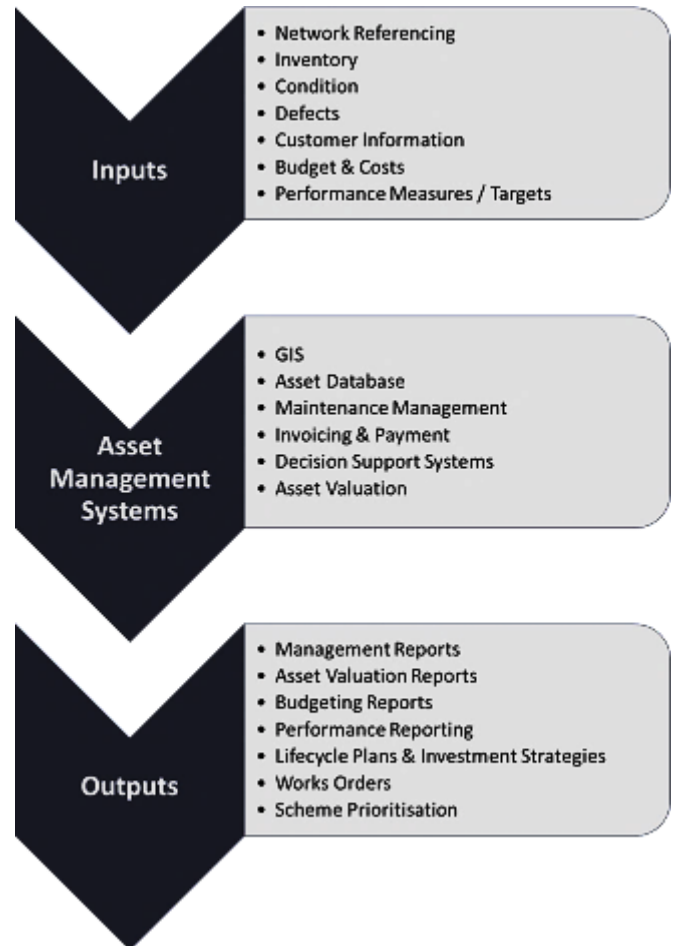 Inputs
• Network Referencing
• Inventory
• Condition
• Defects
• Customer Information
• Budget & Costs
• Performance Measures / Targets
Asset
Management
Systems
• GIS
• Asset Database
• Maintenance Management
• Invoicing & Payment
• Decision Support Systems
• Asset Valuation
Outputs
• Management Reports
• Asset Valuation Reports
• Budgeting Reports
• Performance Reporting
• Lifecycle Plans & Investment Strategies
• Works Orders
• Scheme Prioritisation